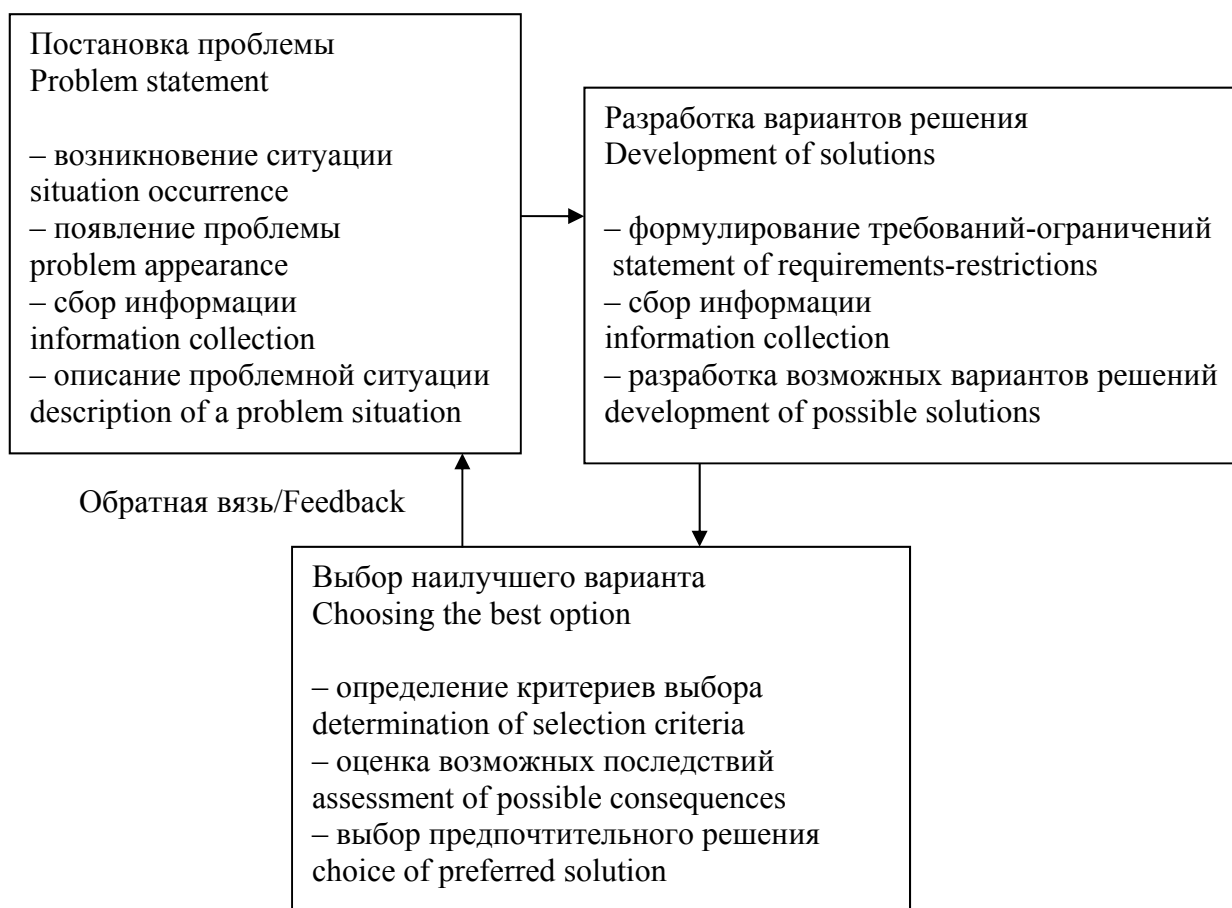 Постановка проблемы
Problem statement
– возникновение ситуации
situation occurrence
– появление проблемы
problem appearance
– сбор информации
information collection
– описание проблемной ситуации
description of a problem situation
Разработка вариантов решения
Development of solutions
– формулирование требований-ограничений
statement of requirements-restrictions
– сбор информации
information collection
– разработка возможных вариантов решений
development of possible solutions
Обратная вязь/Feedback
Выбор наилучшего варианта
Choosing the best option
– определение критериев выбора
determination of selection criteria
– оценка возможных последствий
assessment of possible consequences
– выбор предпочтительного решения
choice of preferred solution